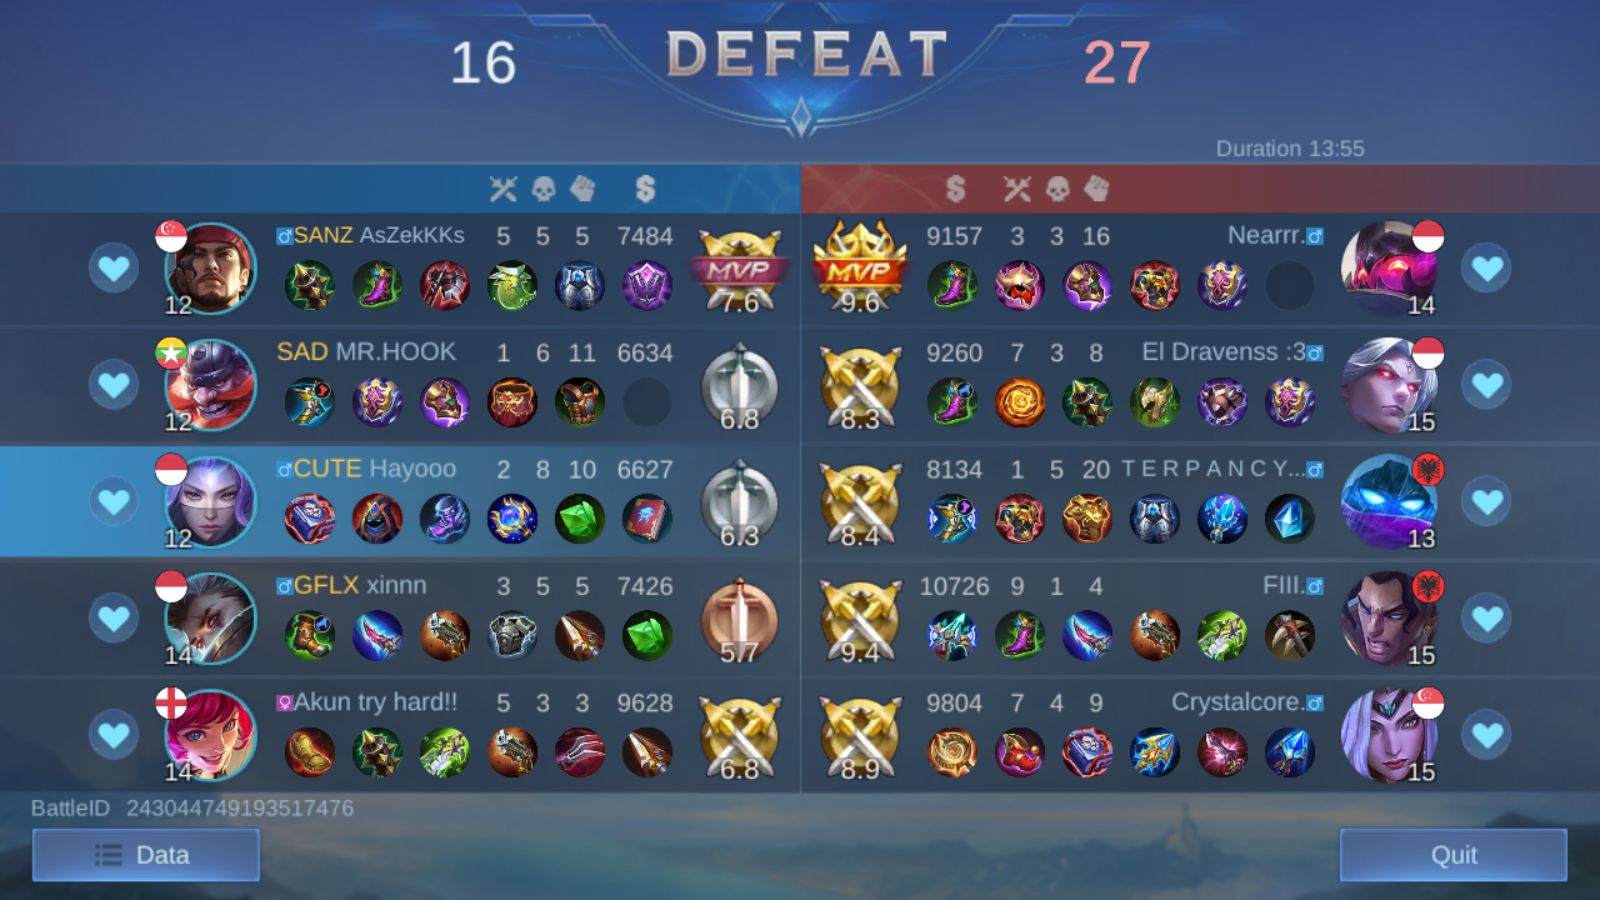 16 DEFEAT 27
Duration 13:55
SANZ AsZekKKs 5 5 5 7484 MVP 7.6 12
MVP 9.6 9157 3 3 16 Nearrr. 14
SAD MR.HOOK 1 6 11 6634 6.8 12
8.3 9260 7 3 8 El Dravenss :3 15
CUTE Hayooo 2 8 10 6627 6.3 12
8.4 8134 1 5 20 T E R P A N C Y... 13
GFLX xinnn 3 5 5 7426 5.7 14
9.4 10726 9 1 4 FIII. 15
Akun try hard!! 5 3 3 9628 6.8 14
8.9 9804 7 4 9 Crystalcore. 15
BattleID 243044749193517476
Data
Quit